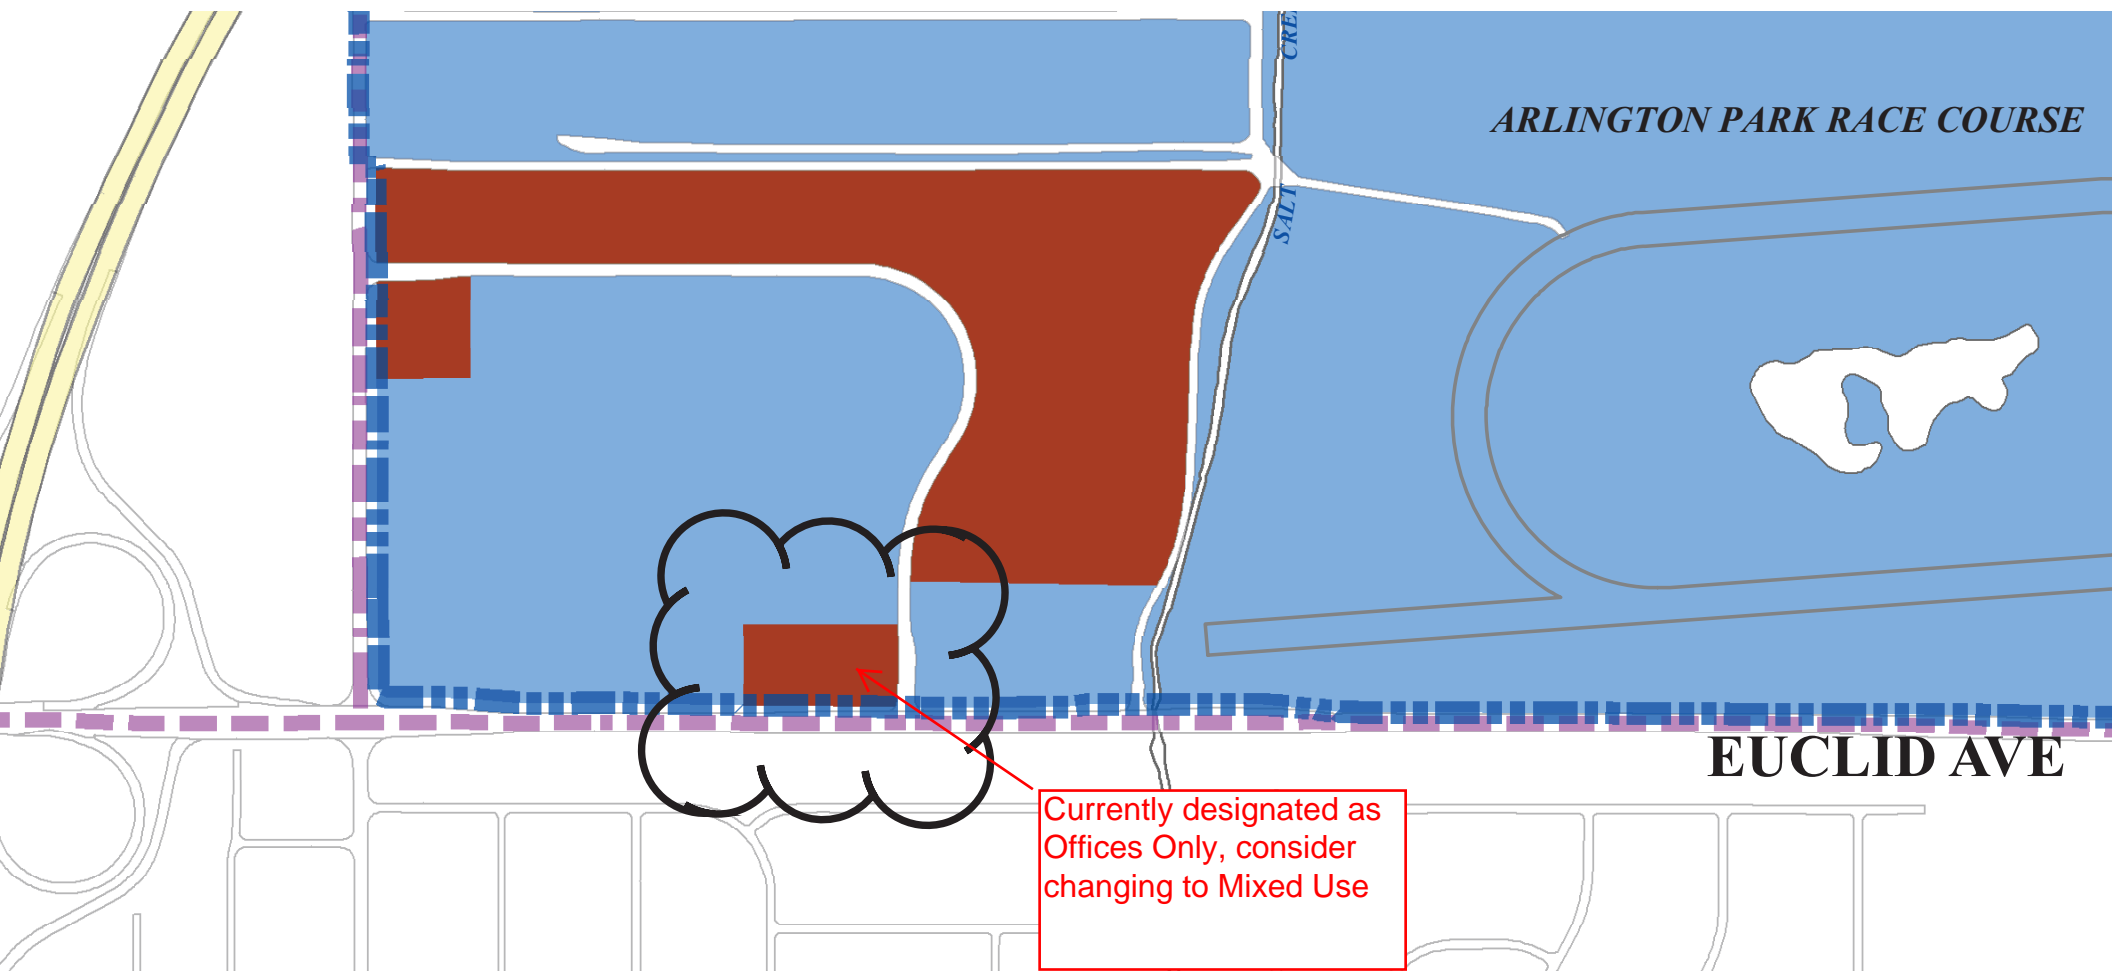 CRE
ARLINGTON PARK RACE COURSE
SALT
EUCLID AVE
Currently designated as
Offices Only, consider
changing to Mixed Use